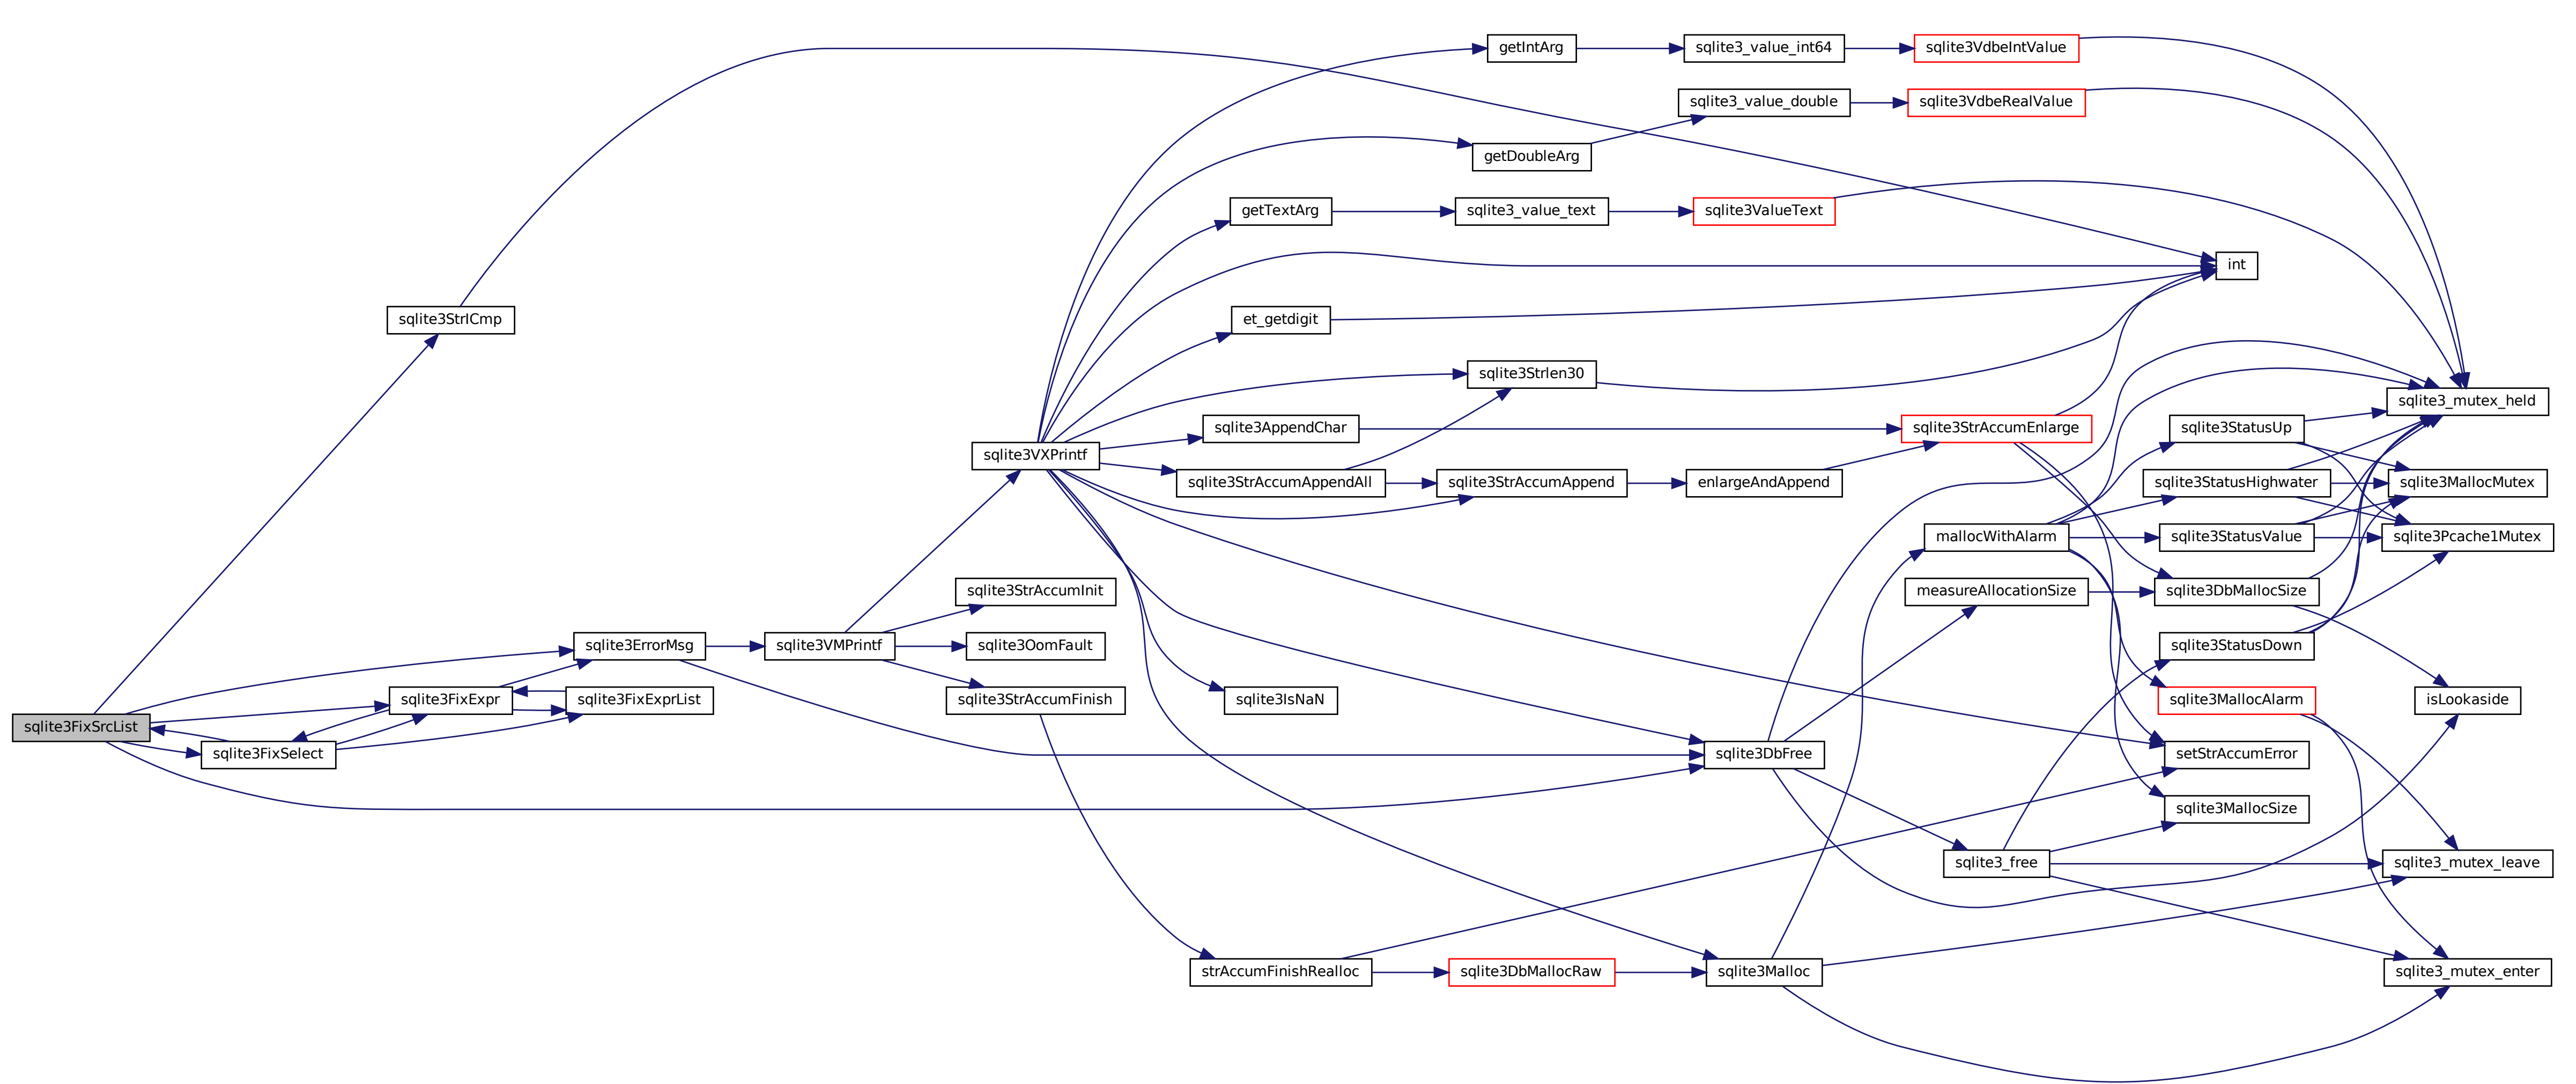 getIntArg
sqlite3_value_int64
sqlite3VdbeIntValue
sqlite3_value_double
sqlite3VdbeRealValue
getDoubleArg
getTextArg
sqlite3_value_text
sqlite3ValueText
int
sqlite3StrICmp
et_getdigit
sqlite3Strlen30
sqlite3_mutex_held
sqlite3AppendChar
sqlite3StrAccumEnlarge
sqlite3StatusUp
sqlite3VXPrintf
sqlite3StrAccumAppendAll
sqlite3StrAccumAppend
enlargeAndAppend
sqlite3StatusHighwater
sqlite3MallocMutex
mallocWithAlarm
sqlite3StatusValue
sqlite3Pcache1Mutex
sqlite3StrAccumInit
measureAllocationSize
sqlite3DbMallocSize
sqlite3ErrorMsg
sqlite3VMPrintf
sqlite3OomFault
sqlite3StatusDown
sqlite3FixExpr
sqlite3FixExprList
sqlite3StrAccumFinish
sqlite3IsNaN
sqlite3MallocAlarm
isLookaside
sqlite3FixSrcList
sqlite3FixSelect
sqlite3DbFree
setStrAccumError
sqlite3MallocSize
sqlite3_free
sqlite3_mutex_leave
strAccumFinishRealloc
sqlite3DbMallocRaw
sqlite3Malloc
sqlite3_mutex_enter